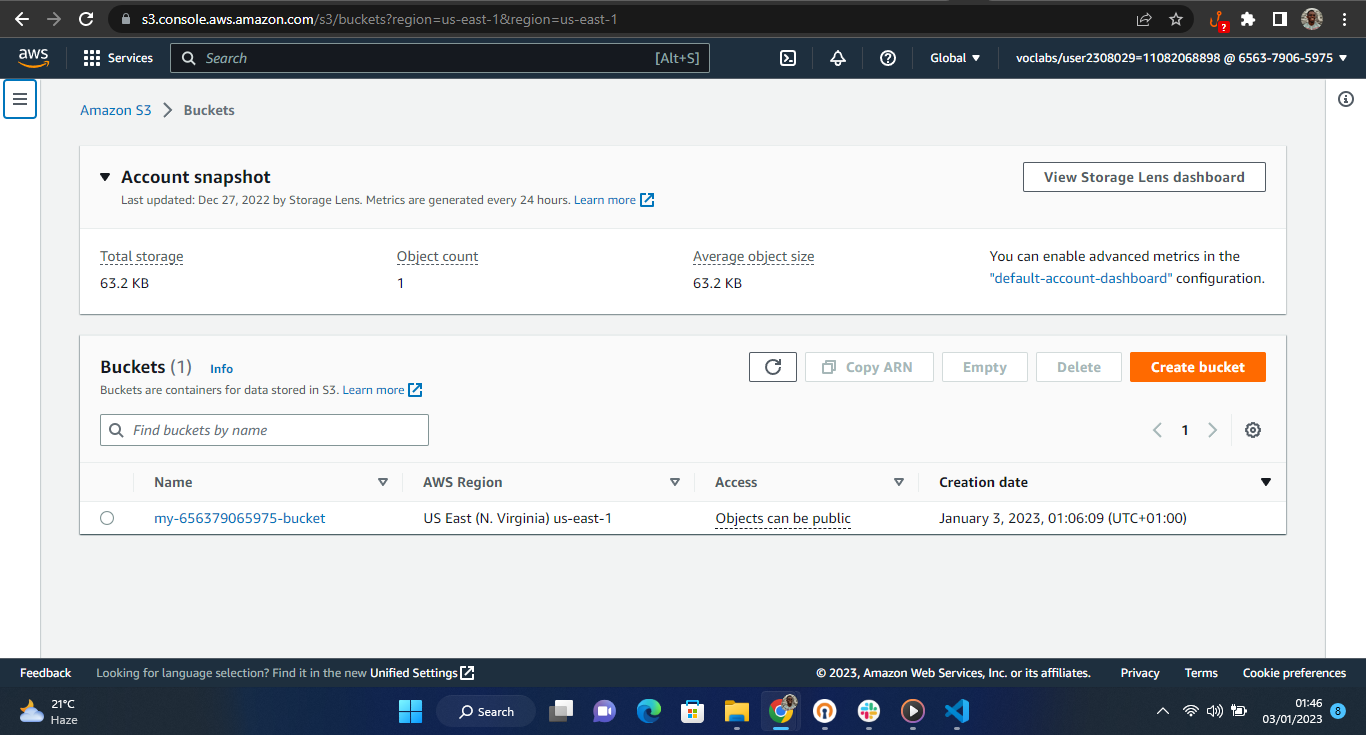 s3.console.aws.amazon.com/s3/buckets?region=us-east-1&region=us-east-1
?
aws
Services
Search
[Alt+S]
Global
voclabs/user2308029=11082068898 @ 6563-7906-5975
Amazon S3
Buckets
Account snapshot
View Storage Lens dashboard
Last updated: Dec 27, 2022 by Storage Lens. Metrics are generated every 24 hours. Learn more
Total storage
63.2 KB
Object count
1
Average object size
63.2 KB
You can enable advanced metrics in the
"default-account-dashboard" configuration.
Buckets (1) Info
Buckets are containers for data stored in S3. Learn more
Copy ARN
Empty
Delete
Create bucket
Find buckets by name
1
Name
AWS Region
Access
Creation date
my-656379065975-bucket
US East (N. Virginia) us-east-1
Objects can be public
January 3, 2023, 01:06:09 (UTC+01:00)
Feedback
Looking for language selection? Find it in the new Unified Settings
© 2023, Amazon Web Services, Inc. or its affiliates.
Privacy
Terms
Cookie preferences
21°C
Haze
Search
01:46
03/01/2023
8